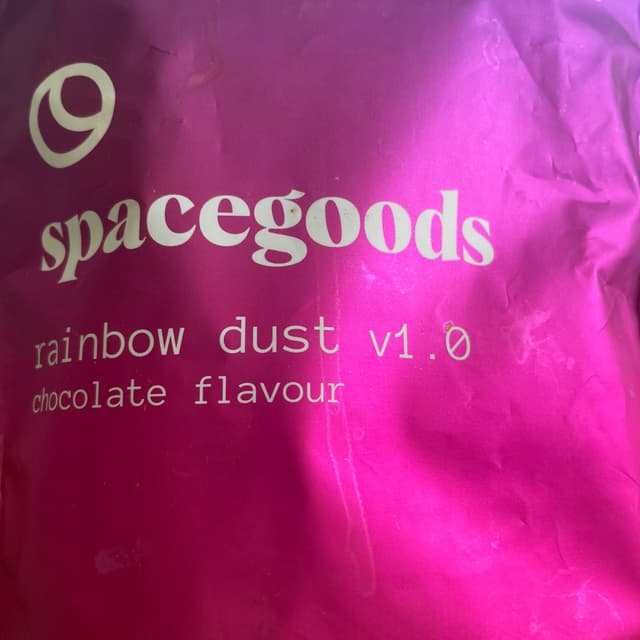 spacegoods
rainbow dust v1.0
chocolate flavour